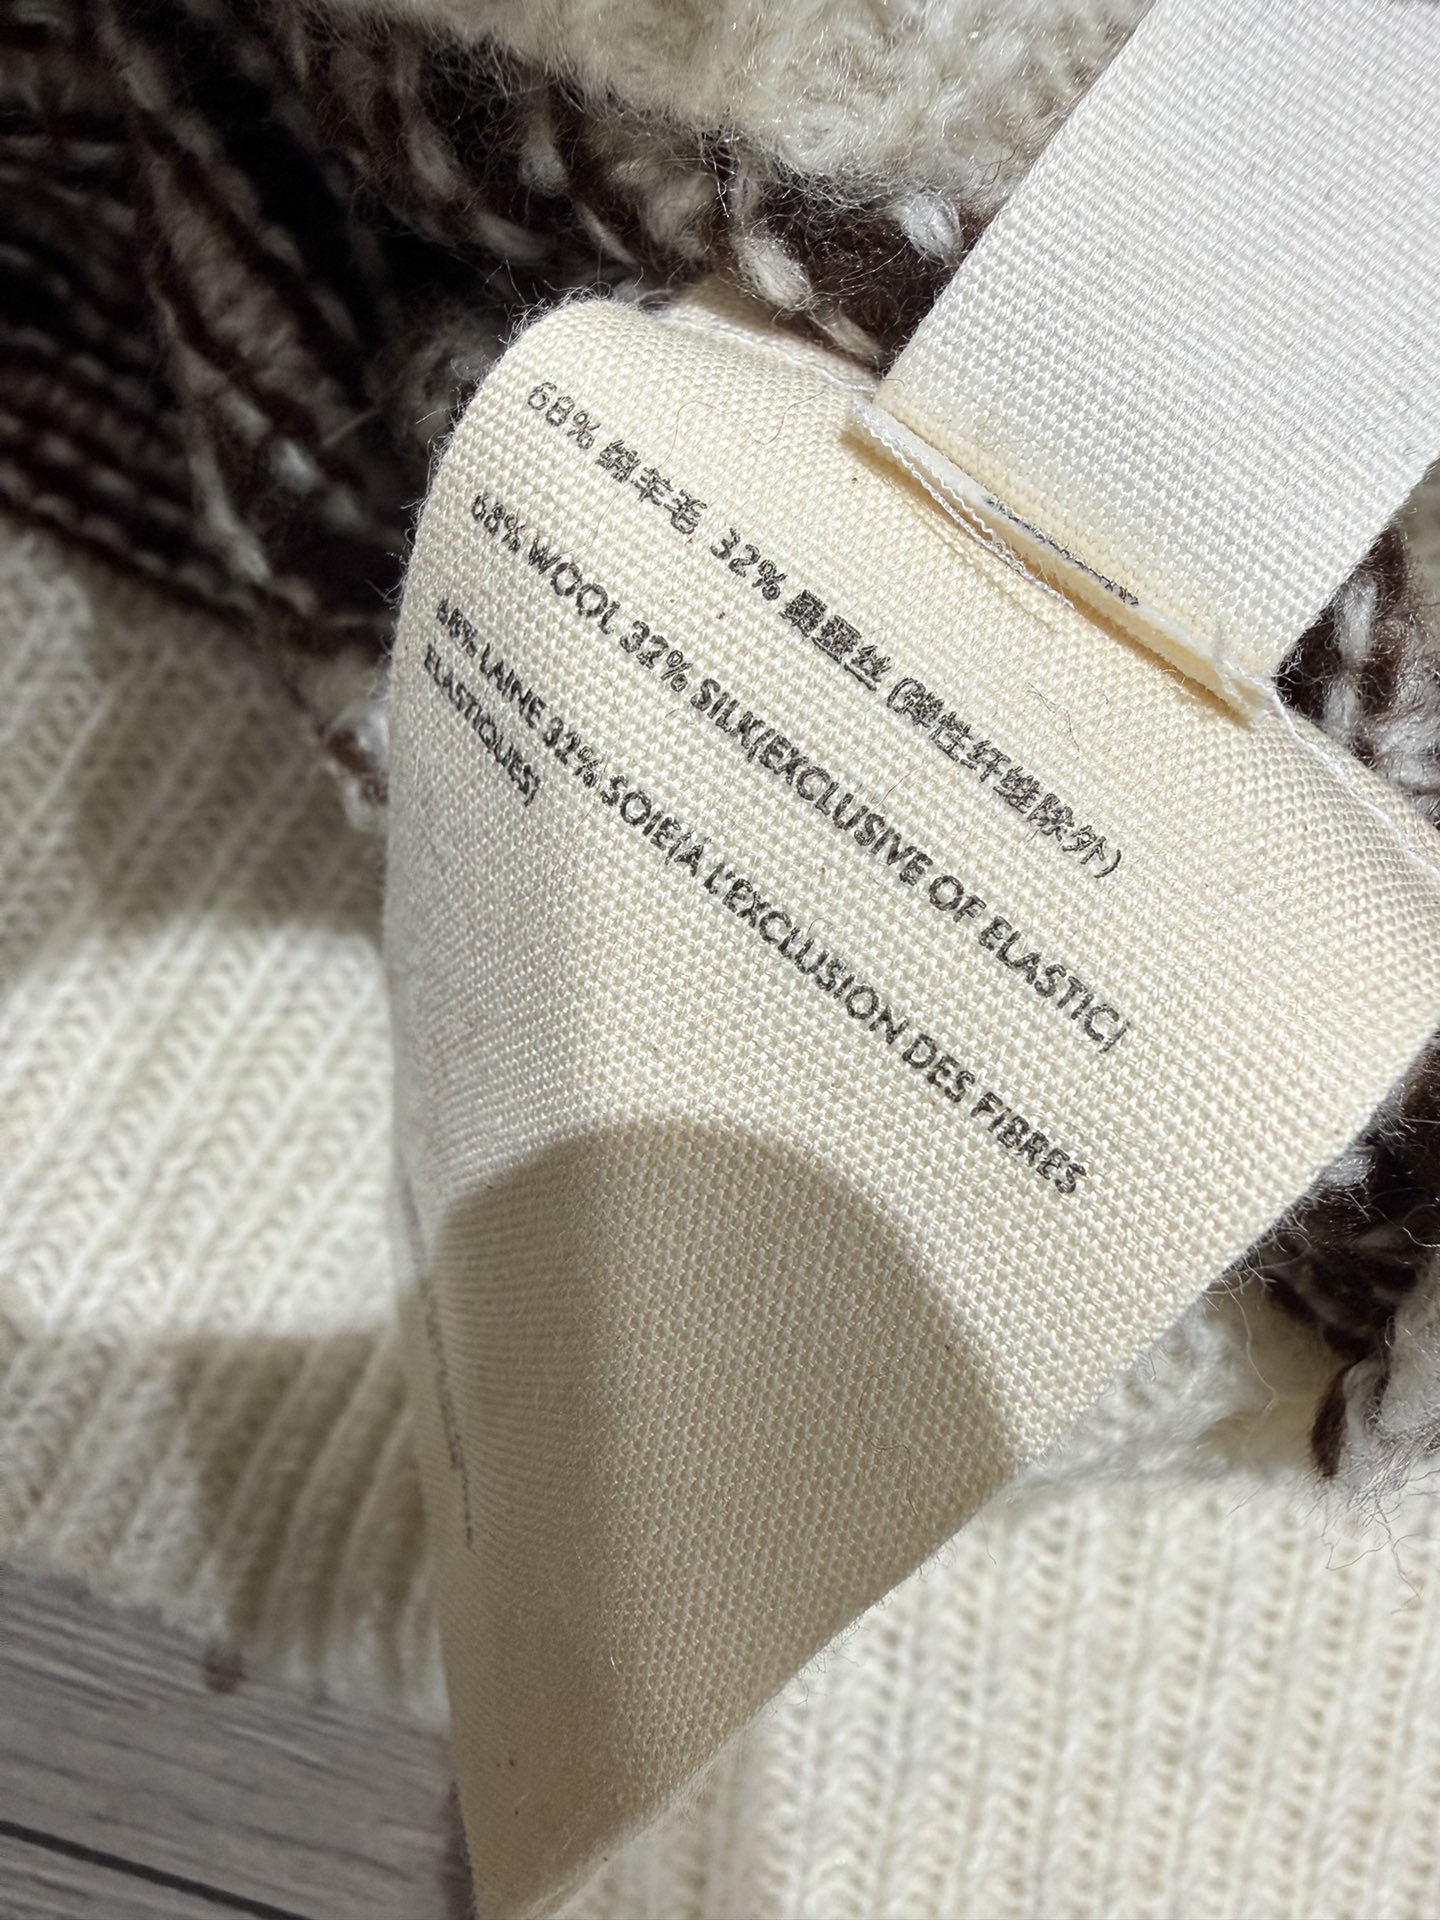 68% 绵羊毛 32% 桑蚕丝 (弹性纤维除外)
68% WOOL 32% SILK(EXCLUSIVE OF ELASTIC)
68% LAINE 32% SOIE(À L'EXCLUSION DES FIBRES
ELASTIQUES)